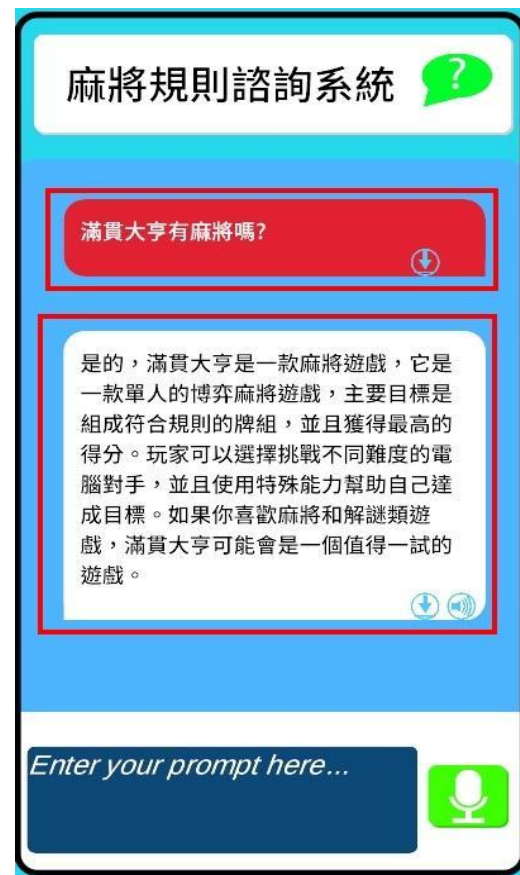 麻將規則諮詢系統 ?
滿貫大亨有麻將嗎?
是的，滿貫大亨是一款麻將遊戲，它是
一款單人的博弈麻將遊戲，主要目標是
組成符合規則的牌組，並且獲得最高的
得分。玩家可以選擇挑戰不同難度的電
腦對手，並且使用特殊能力幫助自己達
成目標。如果你喜歡麻將和解謎類遊
戲，滿貫大亨可能會是一個值得一試的
遊戲。
Enter your prompt here...